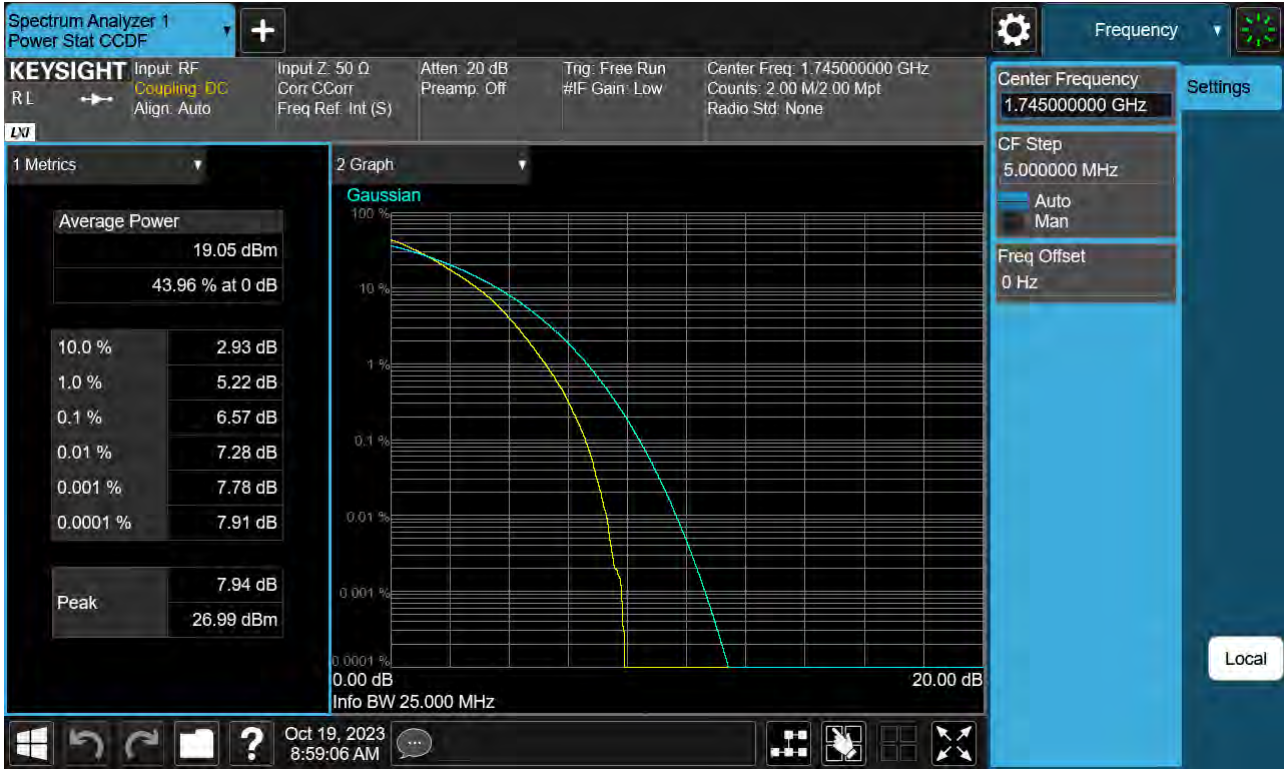 Spectrum Analyzer 1
Power Stat CCDF
+
Frequency
KEYSIGHT
RL
LXI
Input: RF
Coupling: DC
Align: Auto
Input Z: 50 Ω
Corr CCorr
Freq Ref: Int (S)
Atten: 20 dB
Preamp: Off
Trig: Free Run
#IF Gain: Low
Center Freq: 1.745000000 GHz
Counts: 2.00 M/2.00 Mpt
Radio Std: None
1 Metrics
Average Power
19.05 dBm
43.96 % at 0 dB
10.0 % 2.93 dB
1.0 % 5.22 dB
0.1 % 6.57 dB
0.01 % 7.28 dB
0.001 % 7.78 dB
0.0001 % 7.91 dB
Peak
7.94 dB
26.99 dBm
2 Graph
Gaussian
100 %
10 %
1 %
0.1 %
0.01 %
0.001 %
0.0001 %
0.00 dB 20.00 dB
Info BW 25.000 MHz
Center Frequency
1.745000000 GHz
CF Step
5.000000 MHz
Auto
Man
Freq Offset
0 Hz
Settings
Local
?
Oct 19, 2023
8:59:06 AM